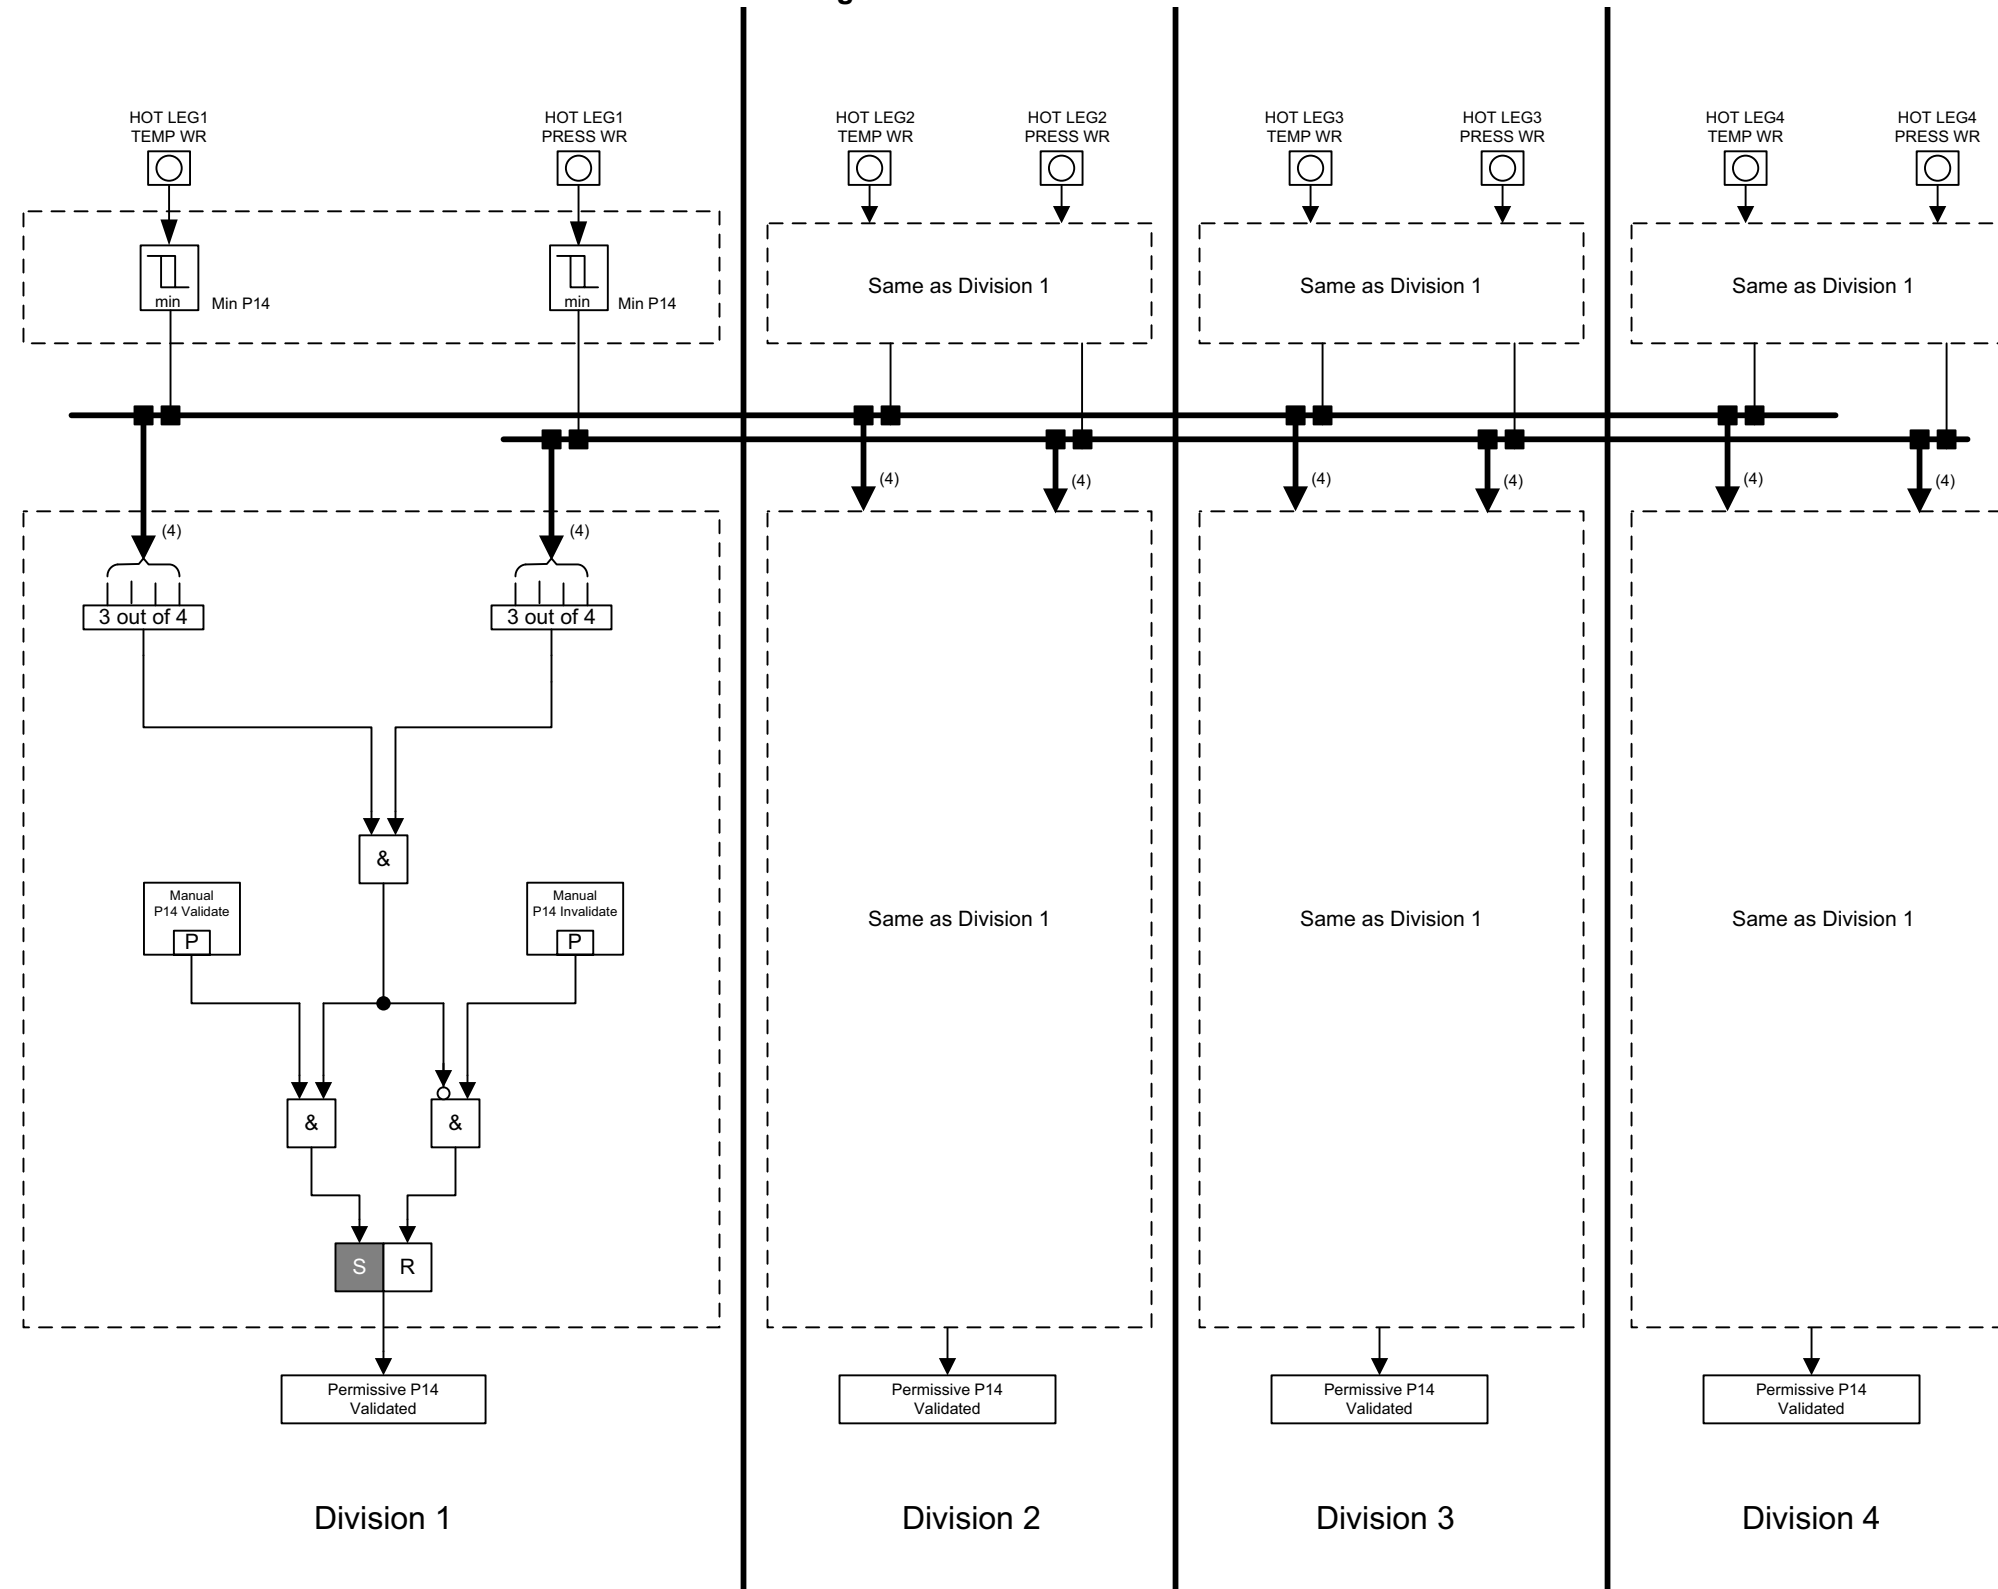 HOT LEG1
TEMP WR
HOT LEG1
PRESS WR
HOT LEG2
TEMP WR
HOT LEG2
PRESS WR
HOT LEG3
TEMP WR
HOT LEG3
PRESS WR
HOT LEG4
TEMP WR
HOT LEG4
PRESS WR
min
Min P14
min
Min P14
Same as Division 1
Same as Division 1
Same as Division 1
(4)
(4)
(4)
(4)
(4)
(4)
(4)
(4)
3 out of 4
3 out of 4
&
Manual
P14 Validate
P
Manual
P14 Invalidate
P
Same as Division 1
Same as Division 1
Same as Division 1
&
&
S
R
Permissive P14
Validated
Permissive P14
Validated
Permissive P14
Validated
Permissive P14
Validated
Division 1
Division 2
Division 3
Division 4